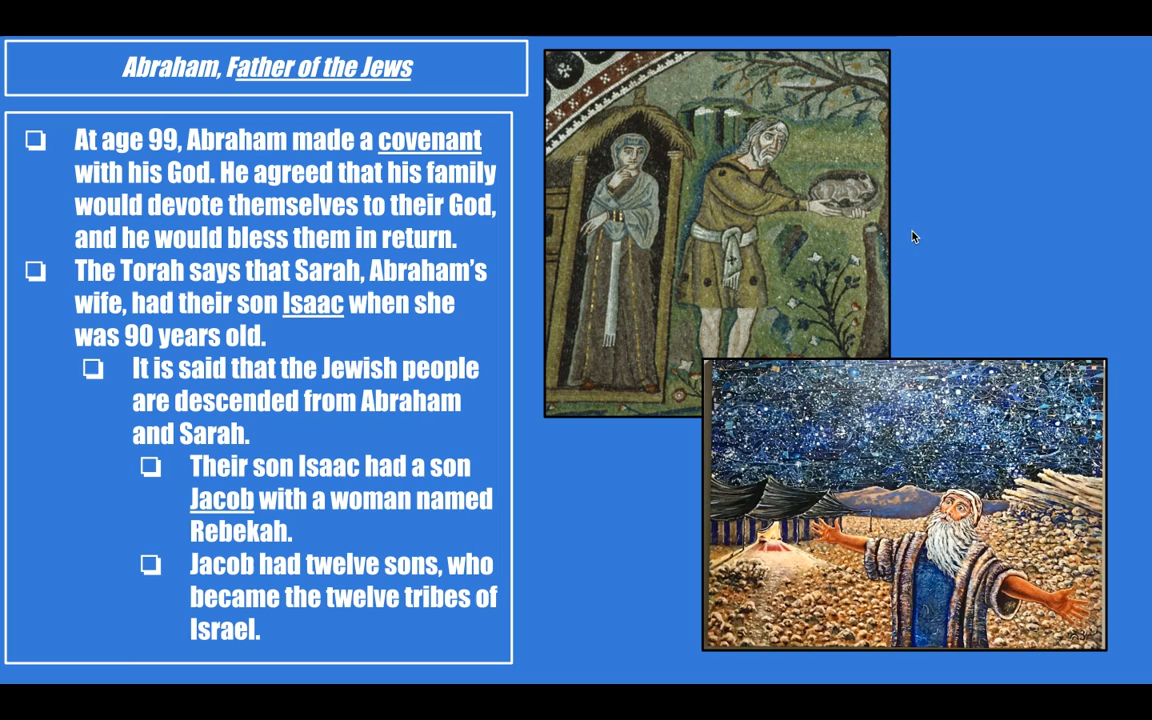 Abraham, Father of the Jews
At age 99, Abraham made a covenant
with his God. He agreed that his family
would devote themselves to their God,
and he would bless them in return.
The Torah says that Sarah, Abraham's
wife, had their son Isaac when she
was 90 years old.
It is said that the Jewish people
are descended from Abraham
and Sarah.
Their son Isaac had a son
Jacob with a woman named
Rebekah.
Jacob had twelve sons, who
became the twelve tribes of
Israel.